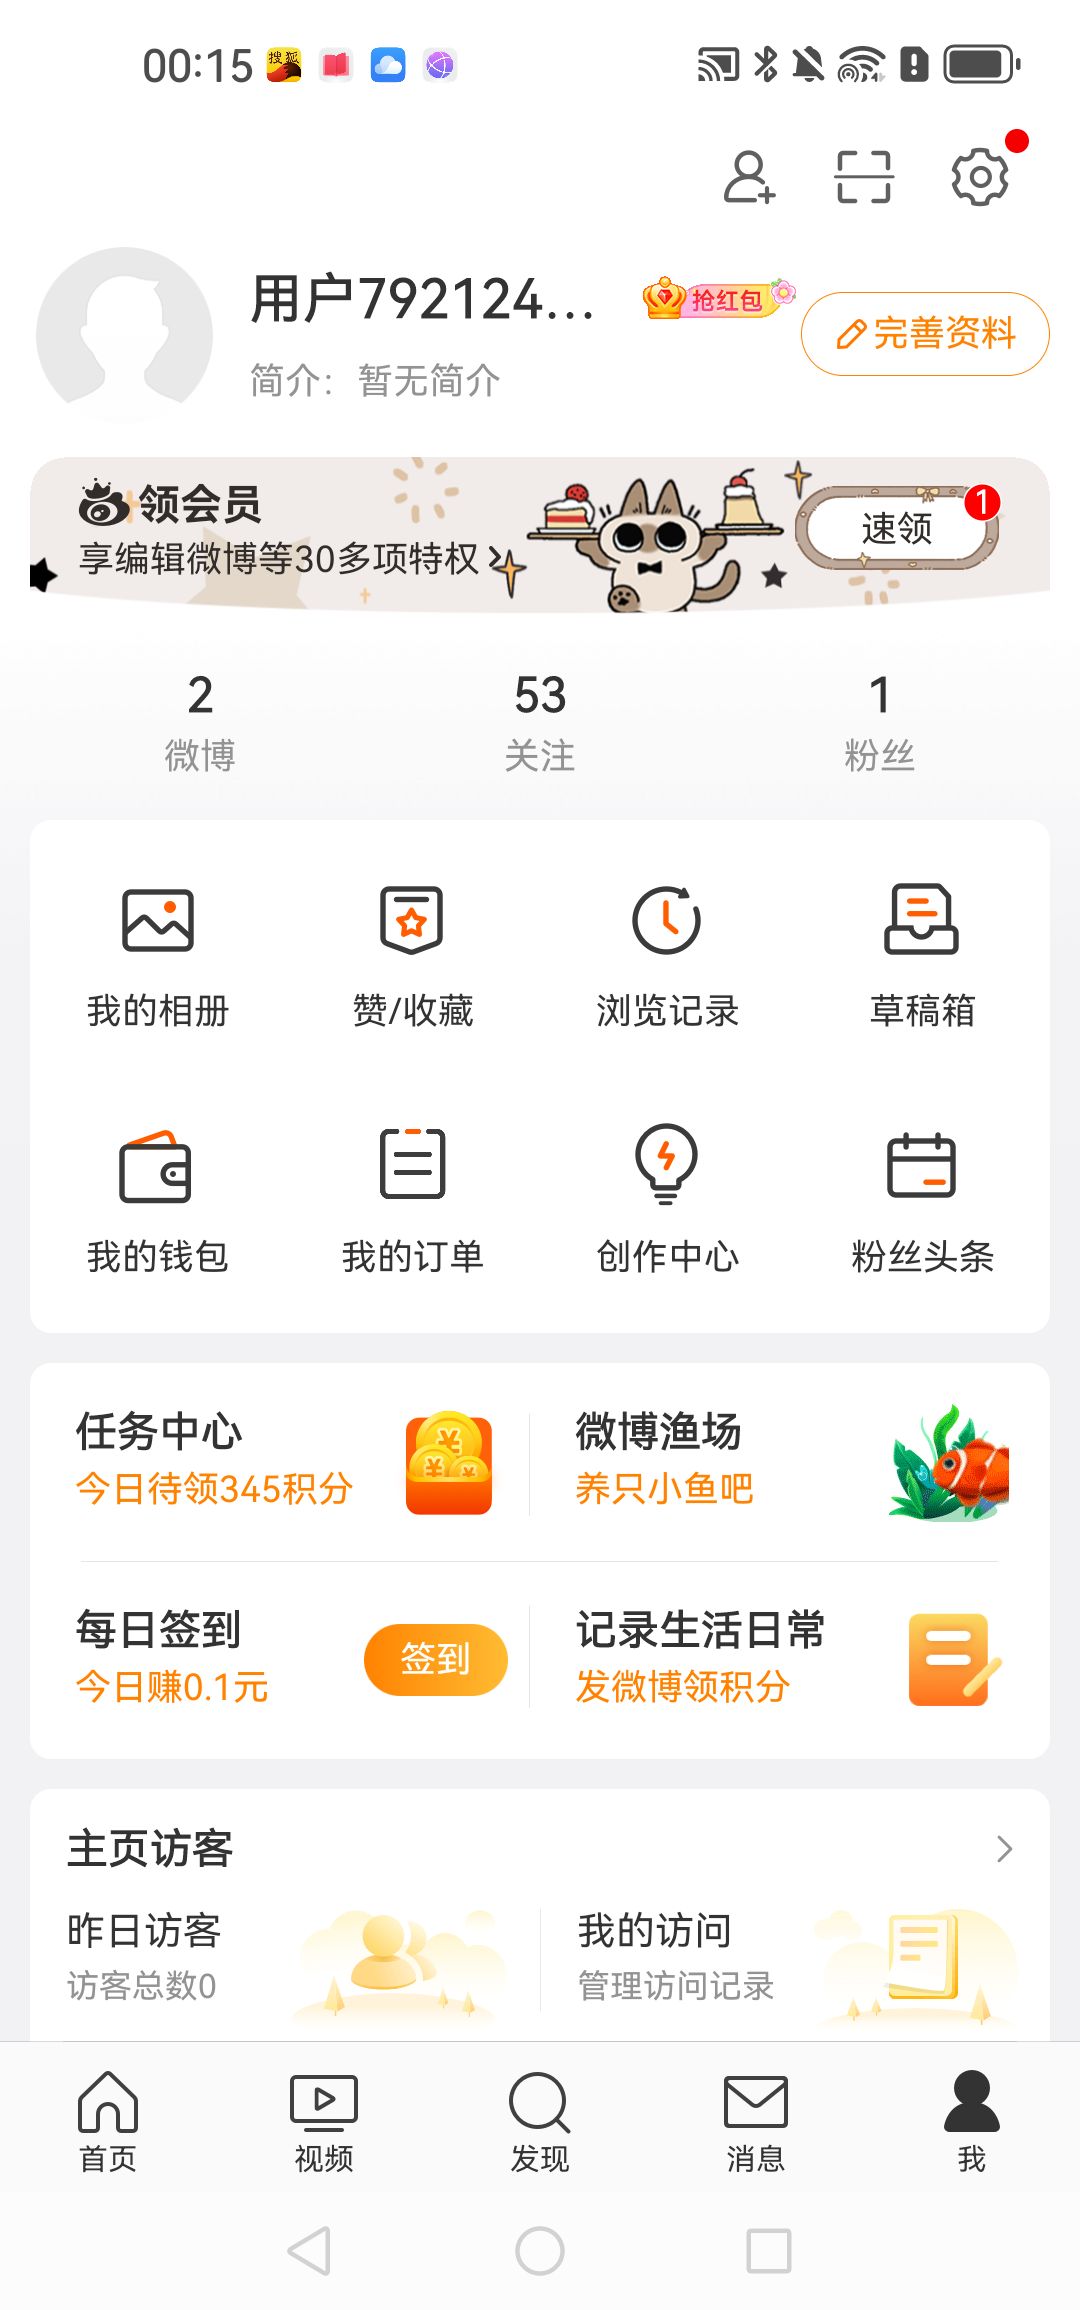 00:15
搜狐
用户792124...
抢红包
完善资料
简介：暂无简介
领会员
享编辑微博等30多项特权
速领
1
2
53
1
微博
关注
粉丝
我的相册
赞/收藏
浏览记录
草稿箱
我的钱包
我的订单
创作中心
粉丝头条
任务中心
今日待领345积分
微博渔场
养只小鱼吧
每日签到
今日赚0.1元
签到
记录生活日常
发微博领积分
主页访客
昨日访客
访客总数0
我的访问
管理访问记录
首页
视频
发现
消息
我